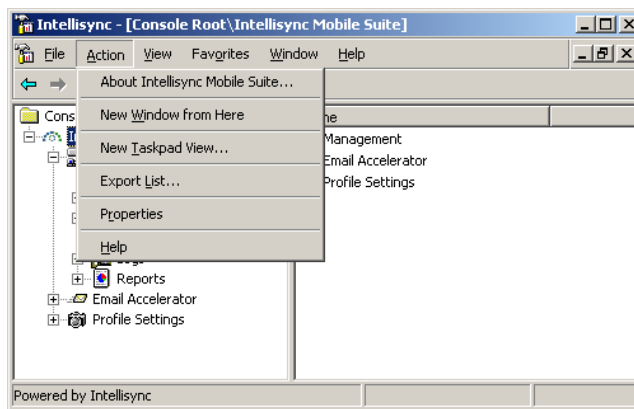 Intellisync - [Console Root\Intellisync Mobile Suite]
File Action View Favorites Window Help
About Intellisync Mobile Suite...
New Window from Here
New Taskpad View...
Export List...
Properties
Help
Cons
Management
Email Accelerator
Profile Settings
Reports
Email Accelerator
Profile Settings
Powered by Intellisync